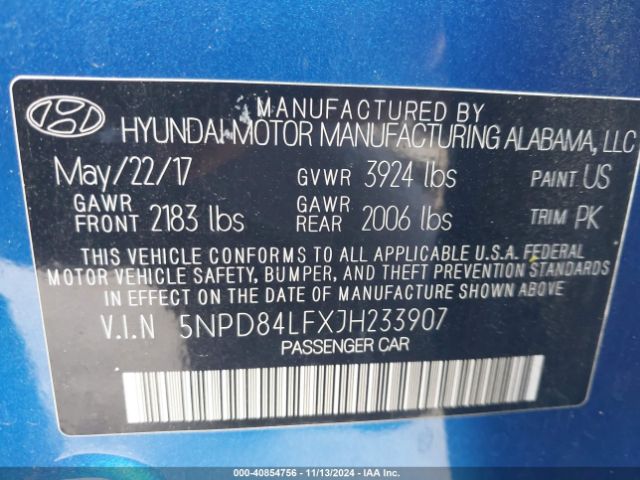 MANUFACTURED BY
HYUNDAI MOTOR MANUFACTURING ALABAMA, LLC
May/22/17 GVWR 3924 lbs PAINT US
GAWR FRONT 2183 lbs GAWR REAR 2006 lbs TRIM PK
THIS VEHICLE CONFORMS TO ALL APPLICABLE U.S.A. FEDERAL
MOTOR VEHICLE SAFETY, BUMPER, AND THEFT PREVENTION STANDARDS
IN EFFECT ON THE DATE OF MANUFACTURE SHOWN ABOVE
V.I.N 5NPD84LFXJH233907
PASSENGER CAR
000-40854756 - 11/13/2024 - IAA Inc.